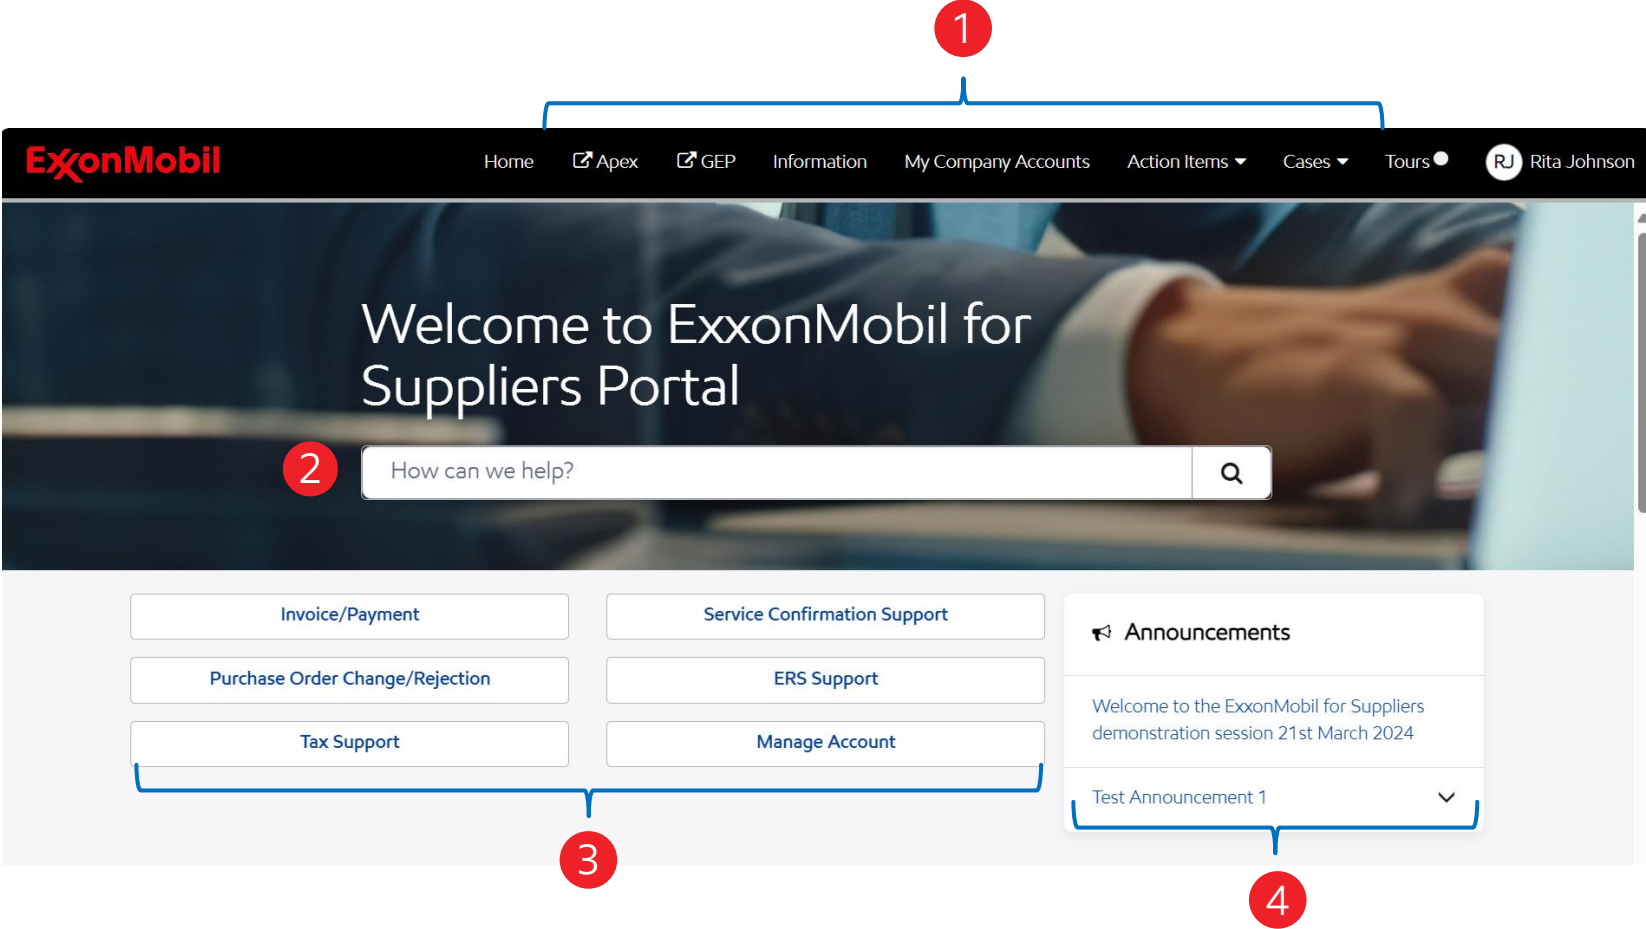 1
ExxonMobil
Home Apex GEP Information My Company Accounts Action Items Cases Tours RJ Rita Johnson
Welcome to ExxonMobil for
Suppliers Portal
2 How can we help?
Invoice/Payment Service Confirmation Support
Purchase Order Change/Rejection ERS Support
Tax Support Manage Account
Announcements
Welcome to the ExxonMobil for Suppliers
demonstration session 21st March 2024
Test Announcement 1
3
4